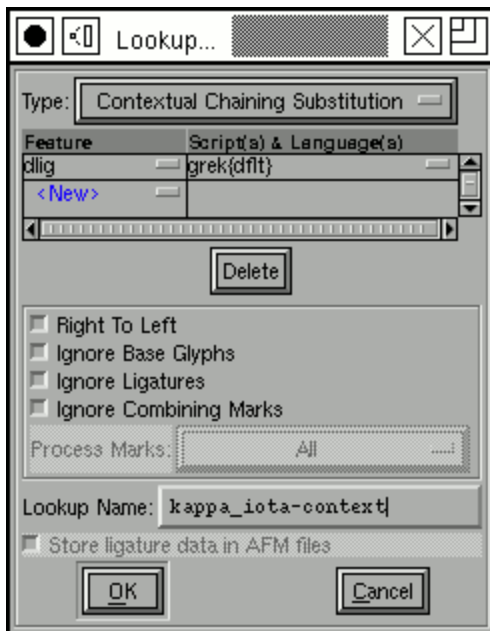 Lookup...
Type: Contextual Chaining Substitution
Feature Script(s) & Language(s)
dlig grek{dflt}
<New>
Delete
Right To Left
Ignore Base Glyphs
Ignore Ligatures
Ignore Combining Marks
Process Marks: All
Lookup Name: kappa_iota-context
Store ligature data in AFM files
OK Cancel